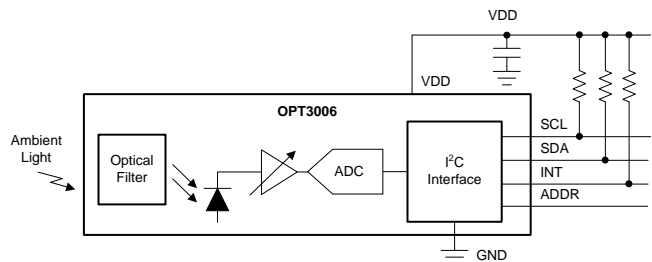 VDD
VDD
OPT3006
Ambient
Light
Optical
Filter
ADC
I²C
Interface
SCL
SDA
INT
ADDR
GND